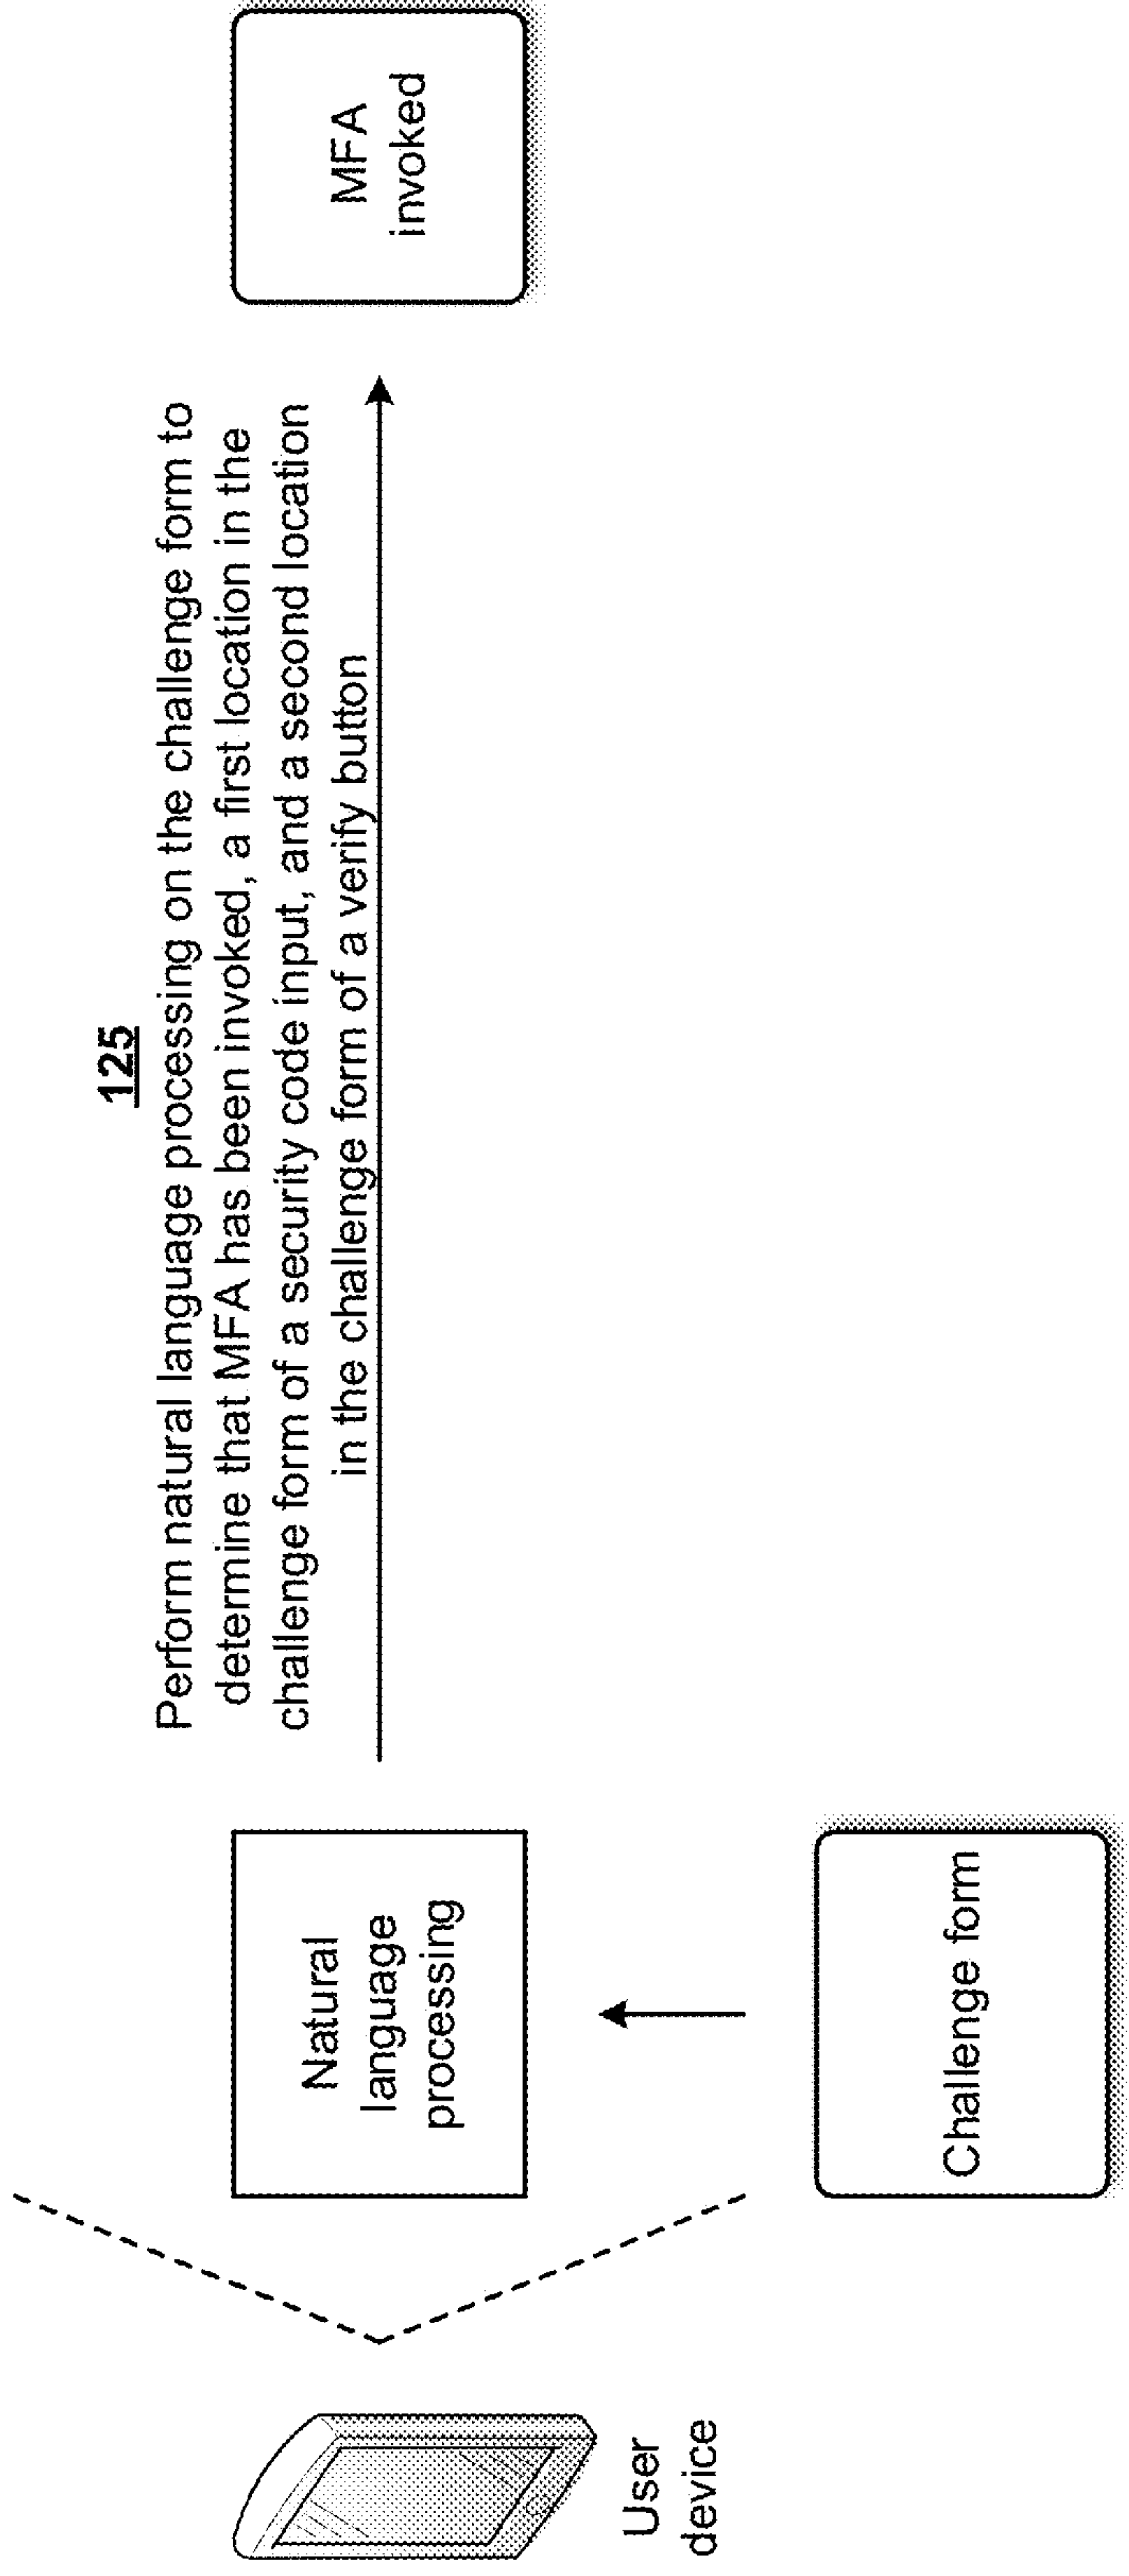 125
Perform natural language processing on the challenge form to
determine that MFA has been invoked, a first location in the
challenge form of a security code input, and a second location
in the challenge form of a verify button
MFA
invoked
Natural
language
processing
User
device
Challenge form